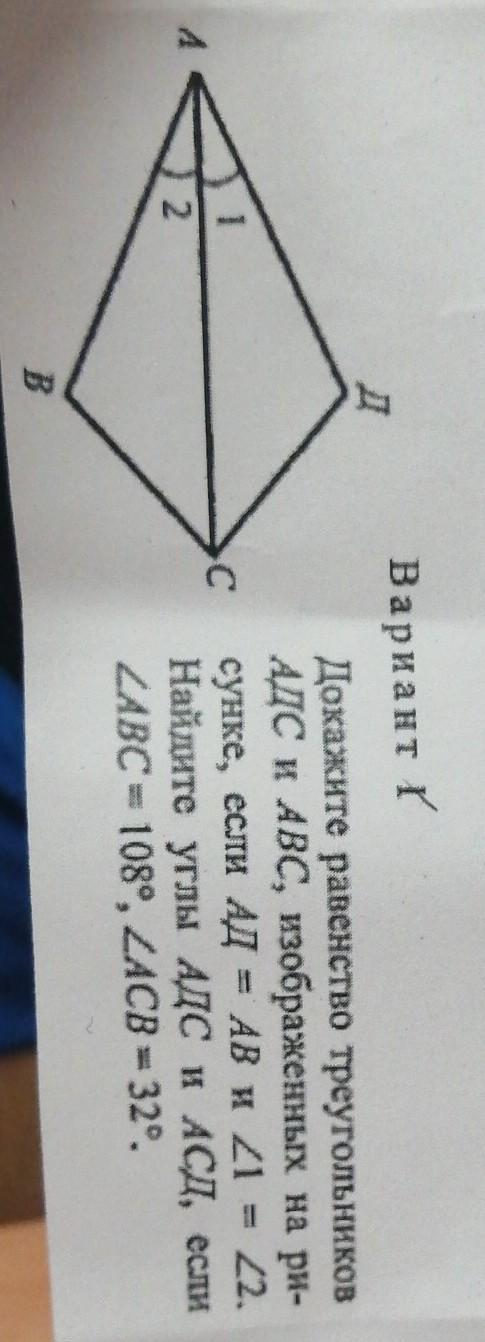 Вариант 1
Докажите равенство треугольников
АДС и АВС, изображенных на ри-
сунке, если АД = АВ и ∠1 = ∠2.
Найдите углы АДС и АСД, если
∠АВС = 108°, ∠АСВ = 32°.
А
Д
1
2
С
В